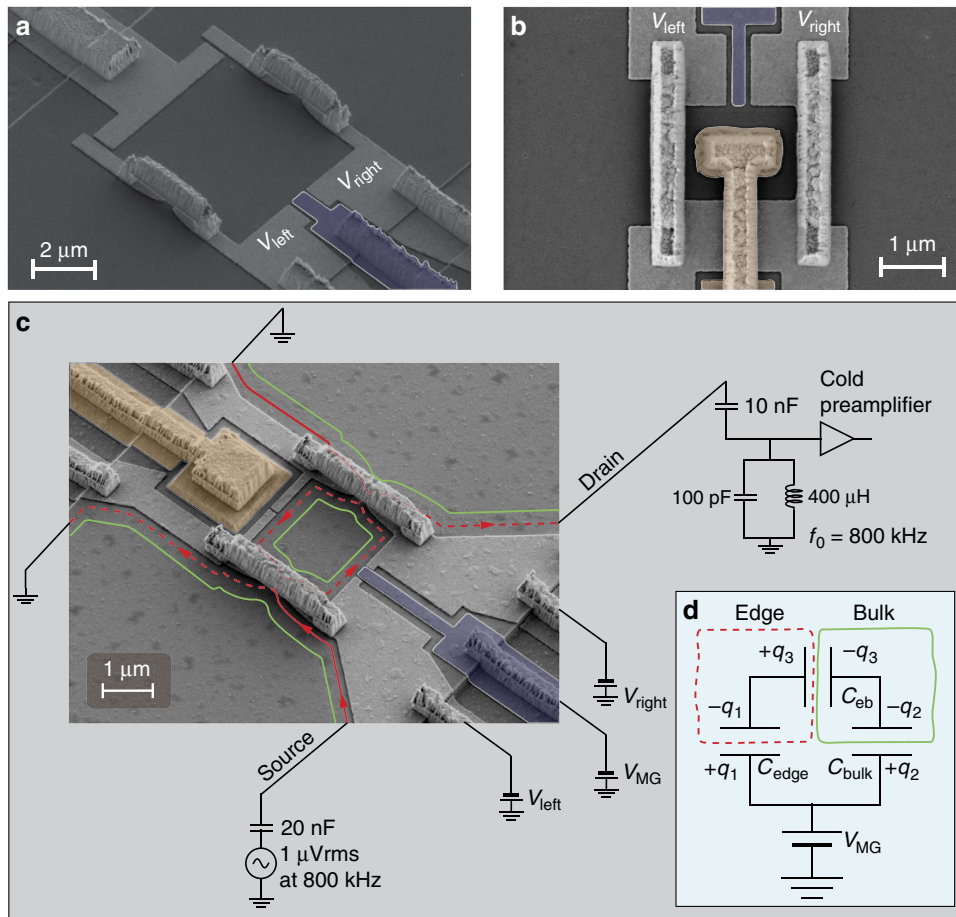 a
V_right
V_left
2 μm
b
V_left
V_right
1 μm
c
Cold
preamplifier
10 nF
Drain
100 pF
400 μH
f_0 = 800 kHz
1 μm
Source
V_right
V_MG
V_left
20 nF
1 μVrms
at 800 kHz
d
Edge
Bulk
+q_3
−q_3
−q_1
C_eb
−q_2
+q_1
C_edge
C_bulk
+q_2
V_MG